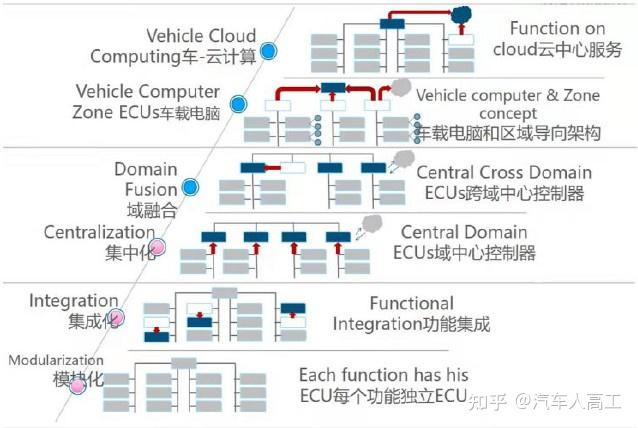 Vehicle Cloud
Computing车-云计算
Function on
cloud云中心服务
Vehicle Computer
Zone ECUs车载电脑
Vehicle computer & Zone
concept
车载电脑和区域导向架构
Domain
Fusion
域融合
Central Cross Domain
ECUs跨域中心控制器
Centralization
集中化
Central Domain
ECUs域中心控制器
Integration
集成化
Functional
Integration功能集成
Modularization
模块化
Each function has his
ECU每个功能独立ECU
知乎 @汽车人高工